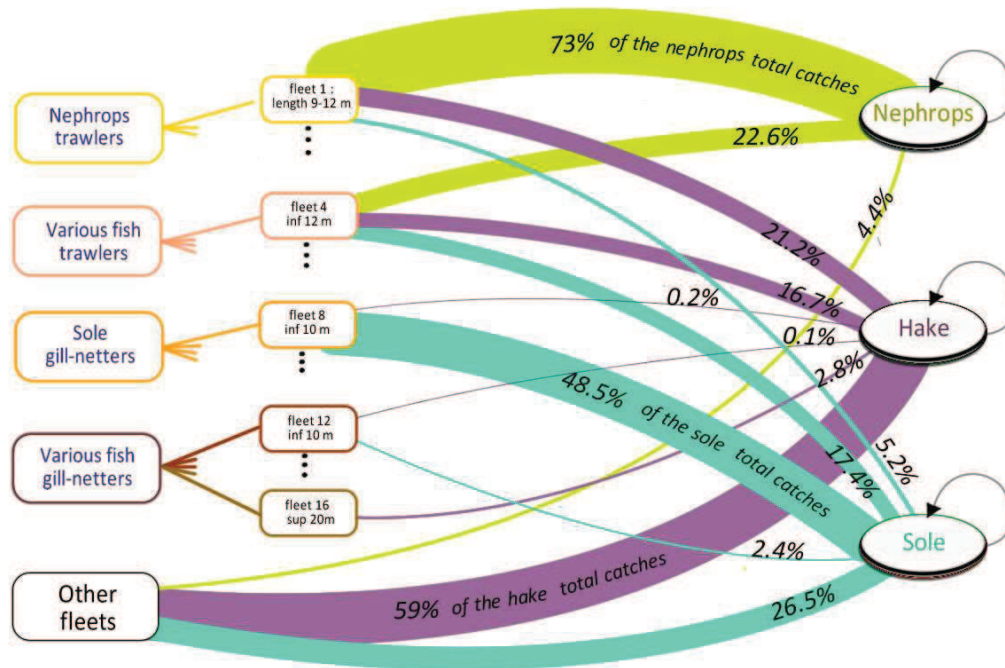 73% of the nephrops total catches
Nephrops
trawlers
fleet 1 :
length 9-12 m
Nephrops
22.6%
4.4%
Various fish
trawlers
fleet 4
inf 12 m
21.2%
16.7%
0.2%
0.1%
Hake
2.8%
Sole
gill-netters
fleet 8
inf 10 m
48.5% of the sole total catches
17.4%
5.2%
Various fish
gill-netters
fleet 12
inf 10 m
fleet 16
sup 20m
2.4%
Sole
Other
fleets
59% of the hake total catches
26.5%